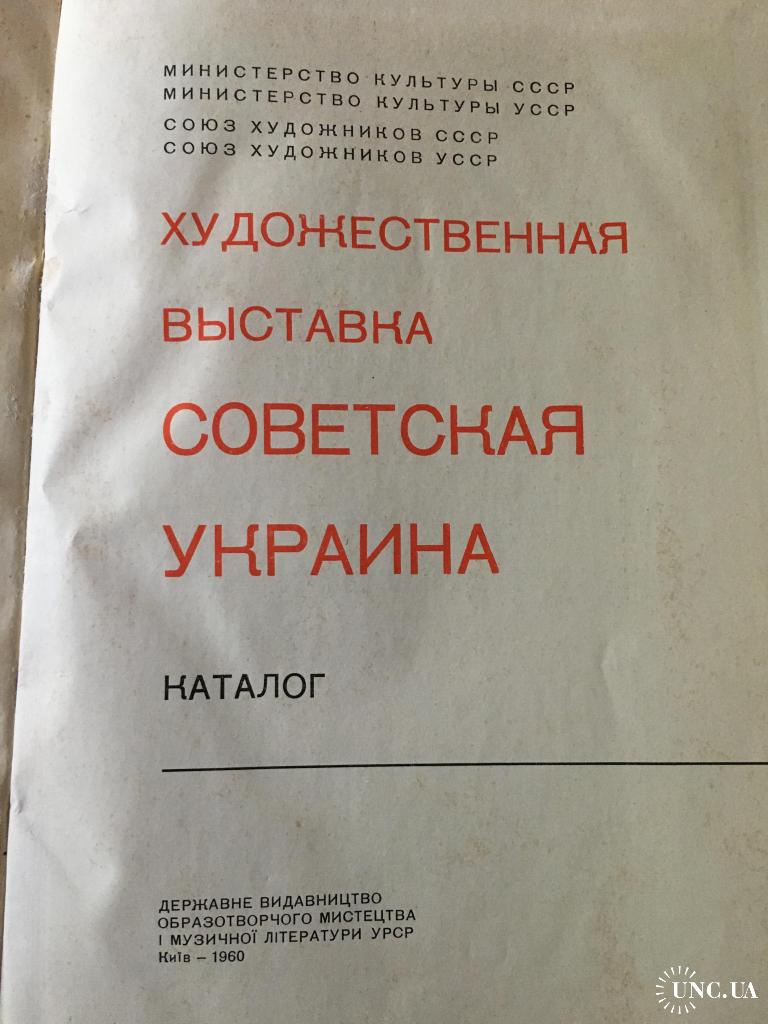 МИНИСТЕРСТВО КУЛЬТУРЫ СССР
МИНИСТЕРСТВО КУЛЬТУРЫ УССР
СОЮЗ ХУДОЖНИКОВ СССР
СОЮЗ ХУДОЖНИКОВ УССР
ХУДОЖЕСТВЕННАЯ
ВЫСТАВКА
СОВЕТСКАЯ
УКРАИНА
КАТАЛОГ
ДЕРЖАВНЕ ВИДАВНИЦТВО
ОБРАЗОТВОРЧОГО МИСТЕЦТВА
І МУЗИЧНОЇ ЛІТЕРАТУРИ УРСР
Київ – 1960
UNC.UA